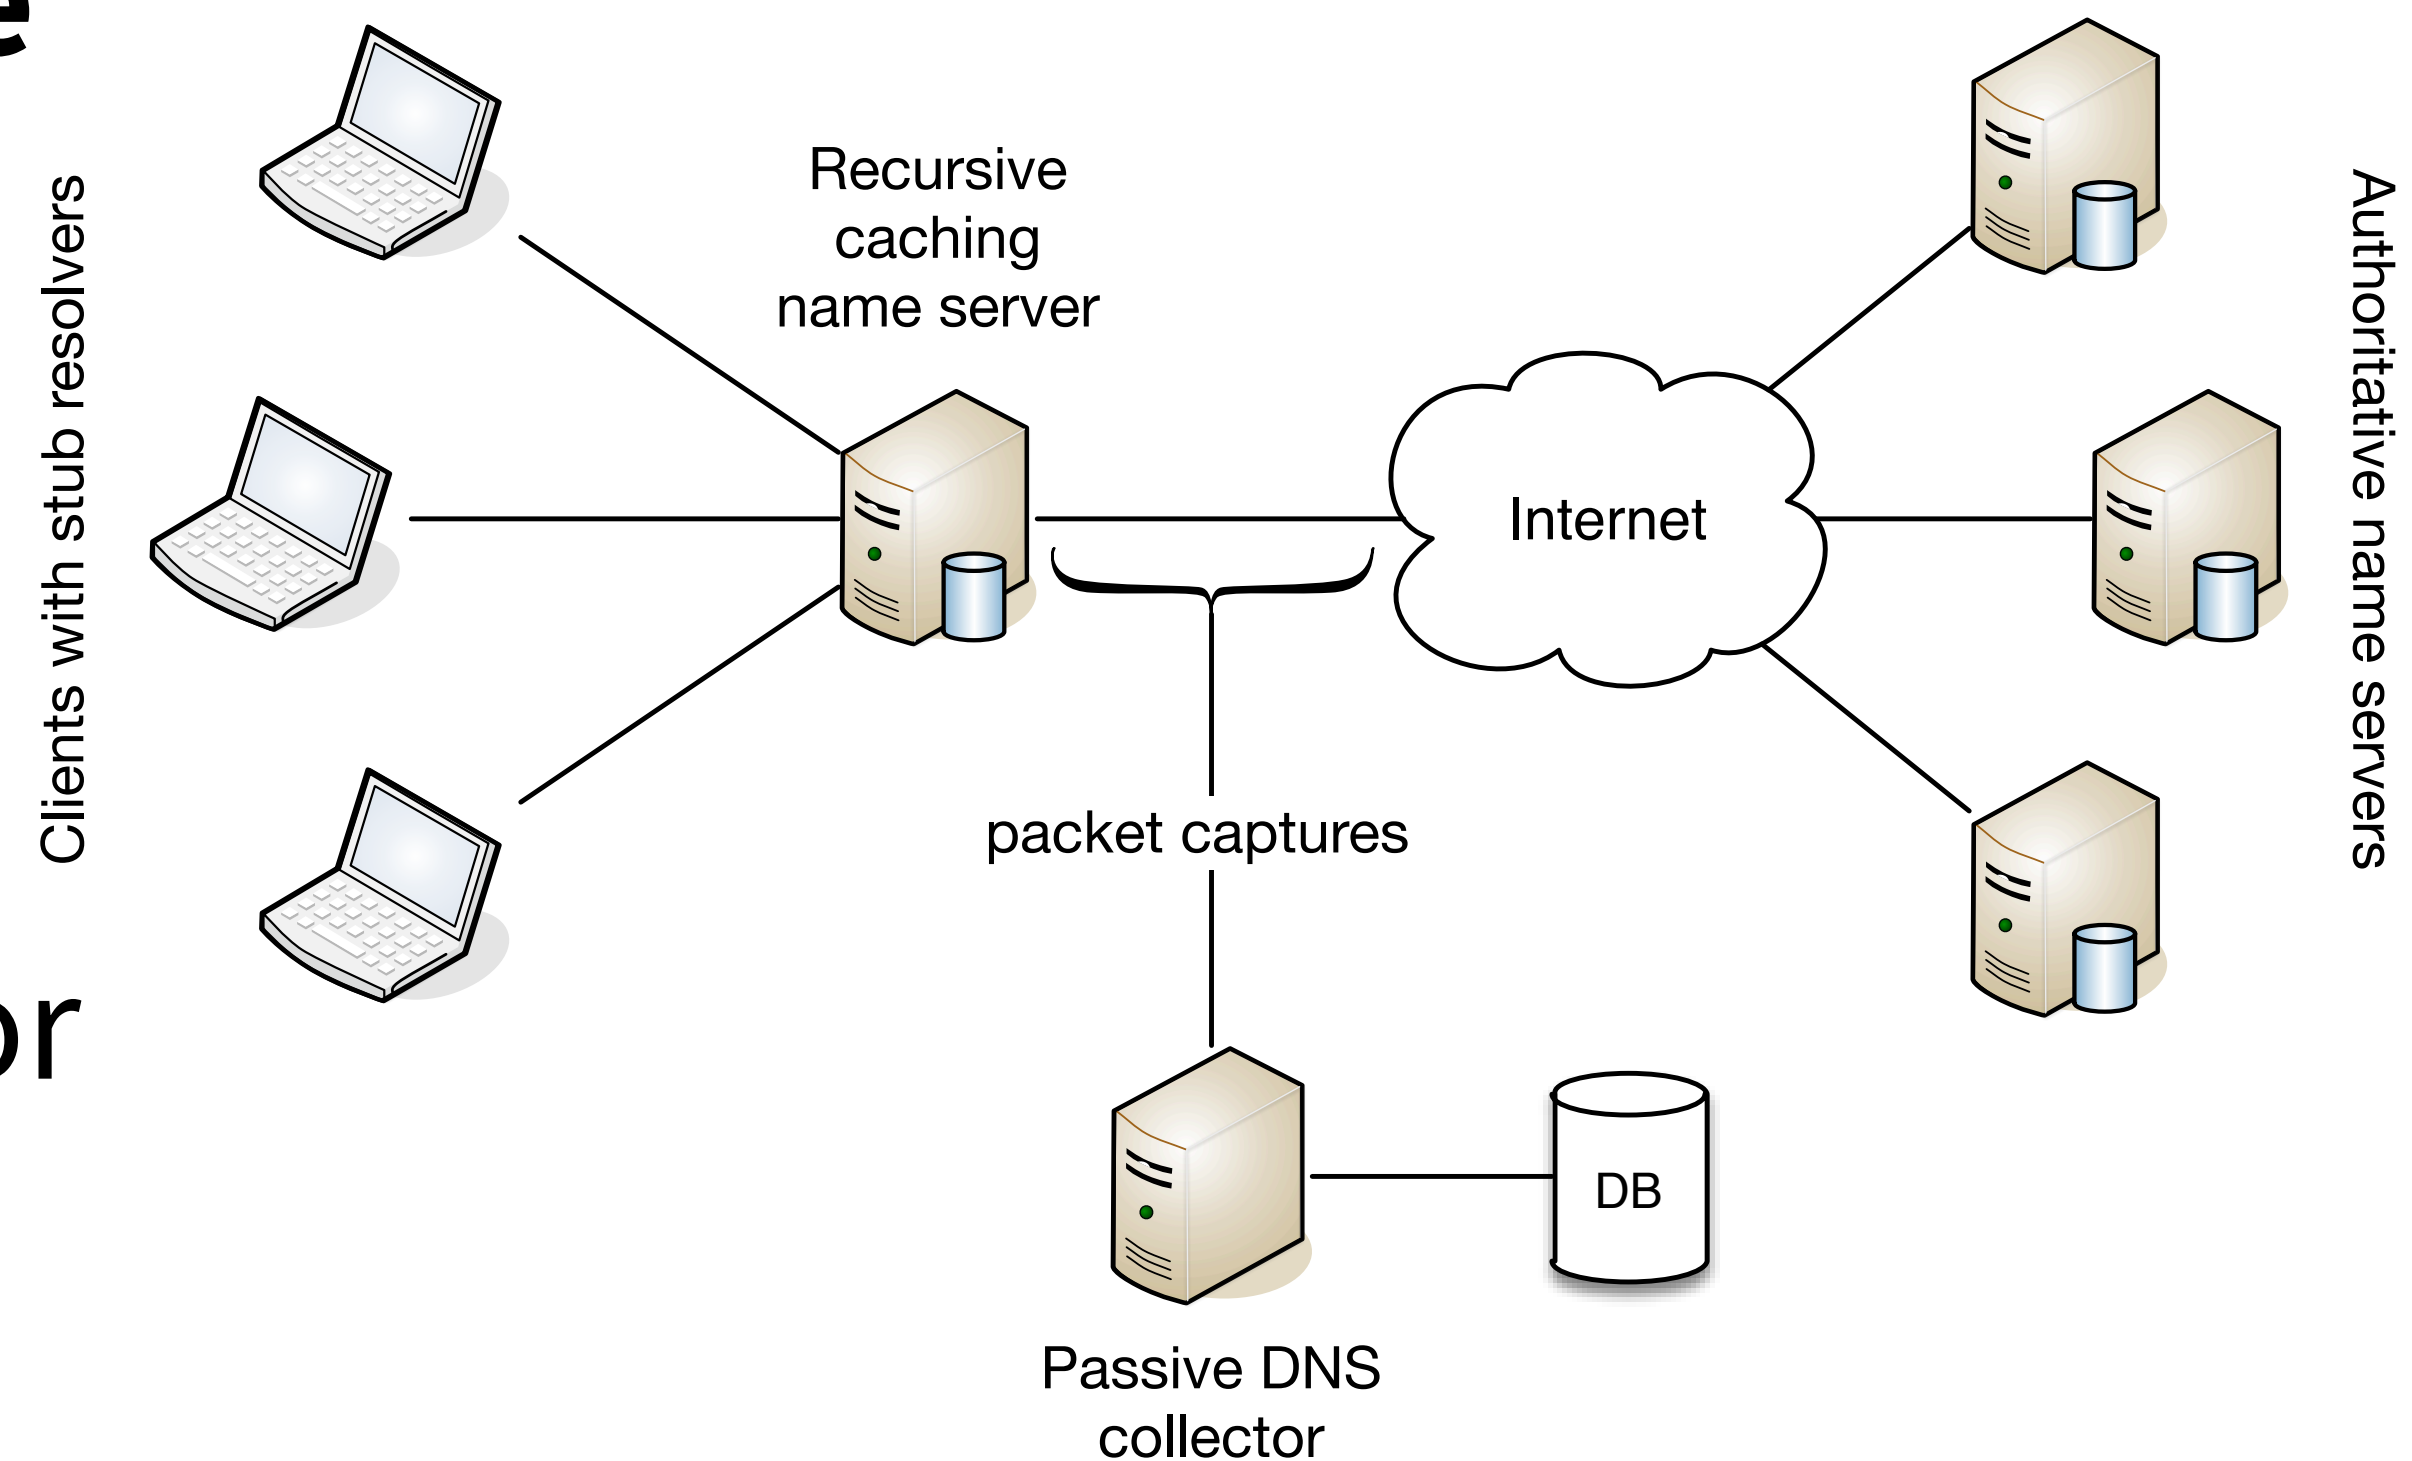 Clients with stub resolvers
Recursive
caching
name server
Internet
Authoritative name servers
packet captures
DB
Passive DNS
collector